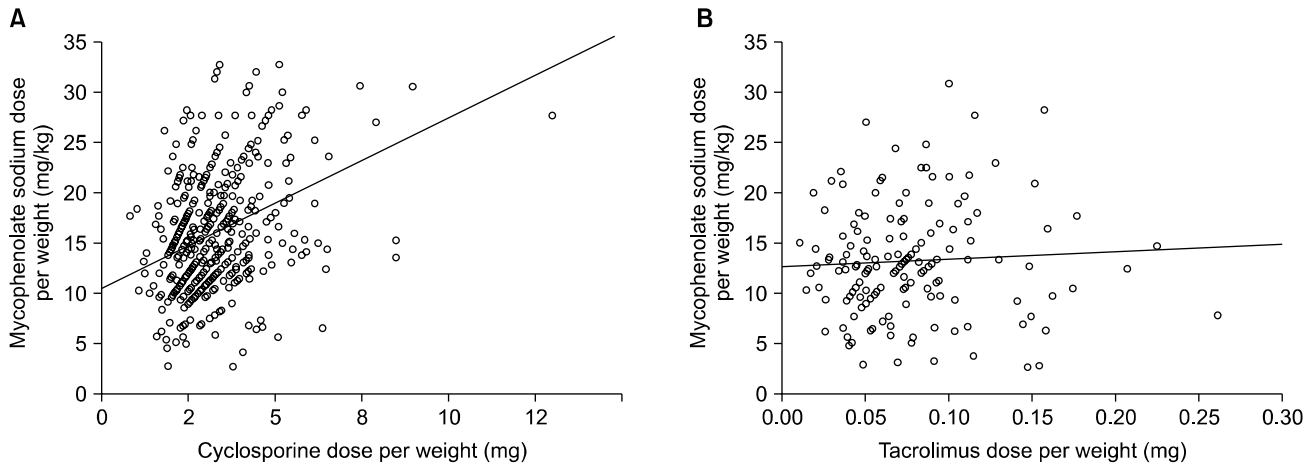 A
Mycophenolate sodium dose
per weight (mg/kg)
35
30
25
20
15
10
5
0
0 2 5 8 10 12
Cyclosporine dose per weight (mg)
B
Mycophenolate sodium dose
per weight (mg/kg)
35
30
25
20
15
10
5
0
0.00 0.05 0.10 0.15 0.20 0.25 0.30
Tacrolimus dose per weight (mg)